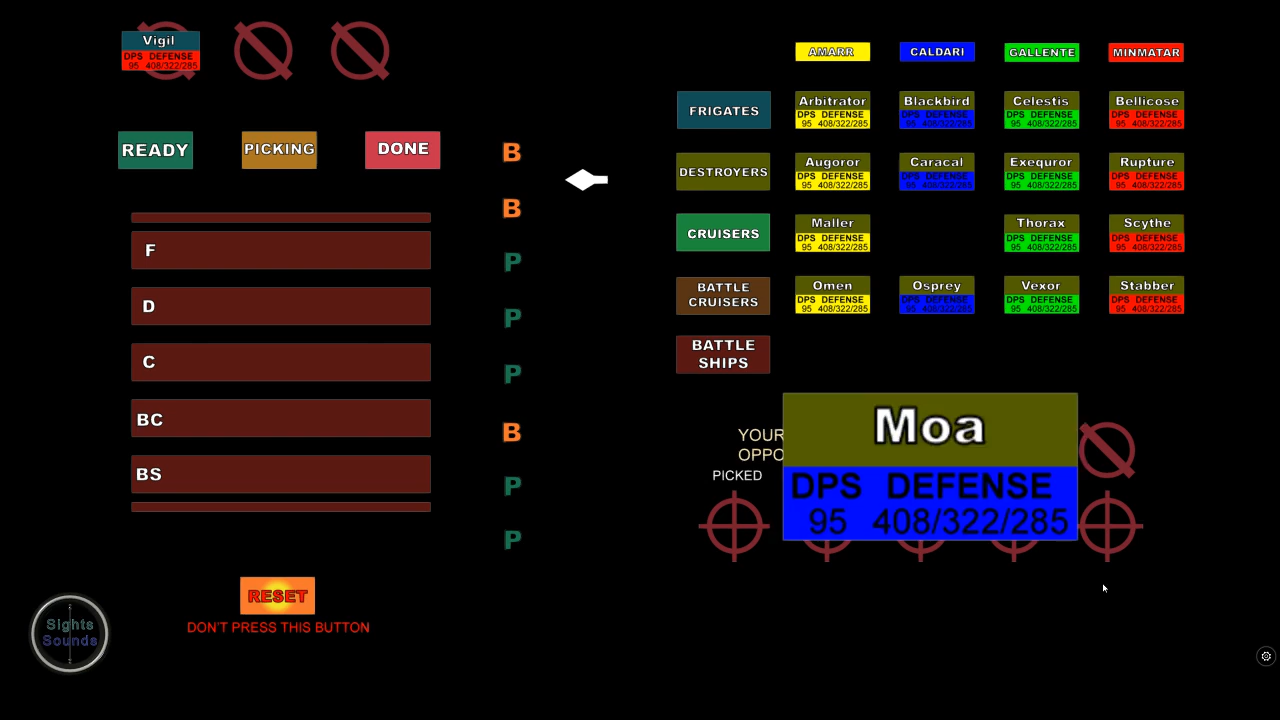 Vigil
DPS DEFENSE
95 408/322/285
READY
PICKING
DONE
F
D
C
BC
BS
B
B
P
P
P
B
P
P
RESET
DON'T PRESS THIS BUTTON
Sights
Sounds
AMARR CALDARI GALLENTE MINMATAR
FRIGATES
Arbitrator Blackbird Celestis Bellicose
DPS DEFENSE DPS DEFENSE DPS DEFENSE DPS DEFENSE
95 408/322/285 95 408/322/285 95 408/322/285 95 408/322/285
DESTROYERS
Augoror Caracal Exequror Rupture
DPS DEFENSE DPS DEFENSE DPS DEFENSE DPS DEFENSE
95 408/322/285 95 408/322/285 95 408/322/285 95 408/322/285
CRUISERS
Maller Thorax Scythe
DPS DEFENSE DPS DEFENSE DPS DEFENSE
95 408/322/285 95 408/322/285 95 408/322/285
BATTLE
CRUISERS
Omen Osprey Vexor Stabber
DPS DEFENSE DPS DEFENSE DPS DEFENSE DPS DEFENSE
95 408/322/285 95 408/322/285 95 408/322/285 95 408/322/285
BATTLE
SHIPS
YOUR
OPPO
PICKED
Moa
DPS DEFENSE
95 408/322/285